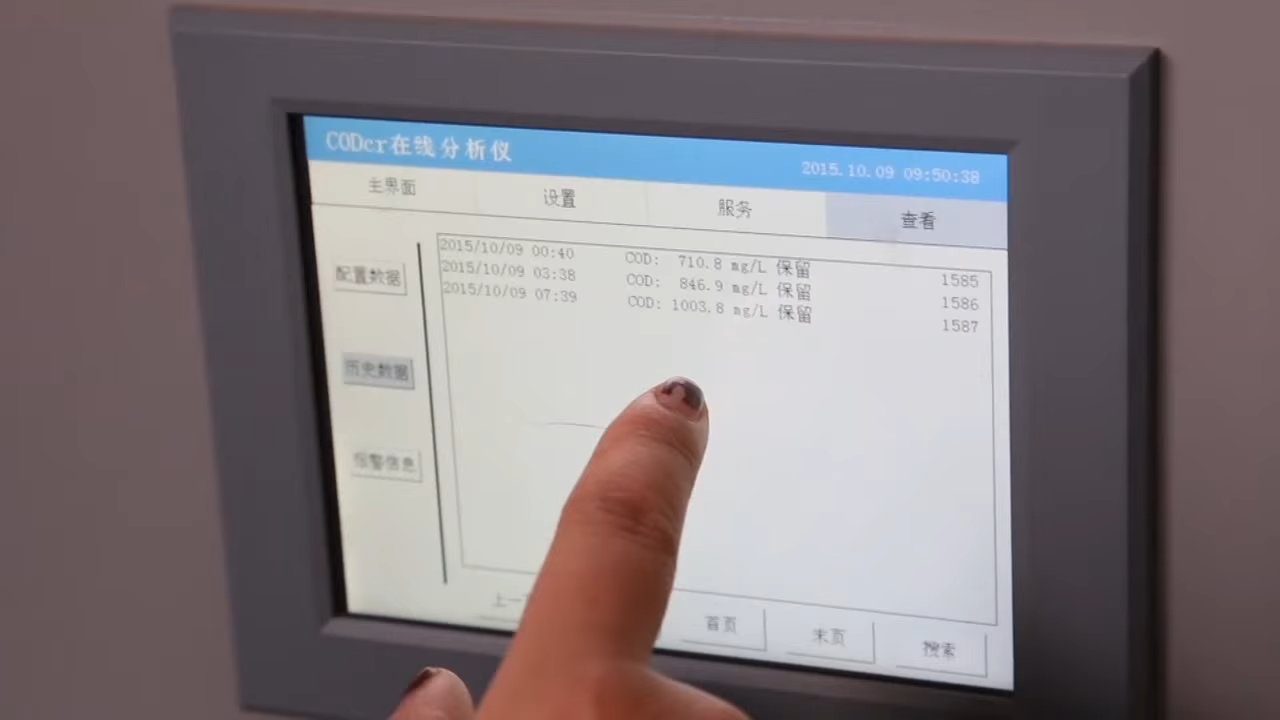 CODcr在线分析仪
2015.10.09 09:50:38
主界面 设置 服务 查看
配置数据
历史数据
报警信息
2015/10/09 00:40 COD: 710.8 mg/L 保留 1585
2015/10/09 03:38 COD: 846.9 mg/L 保留 1586
2015/10/09 07:39 COD: 1003.8 mg/L 保留 1587
上一
首页 末页 搜索